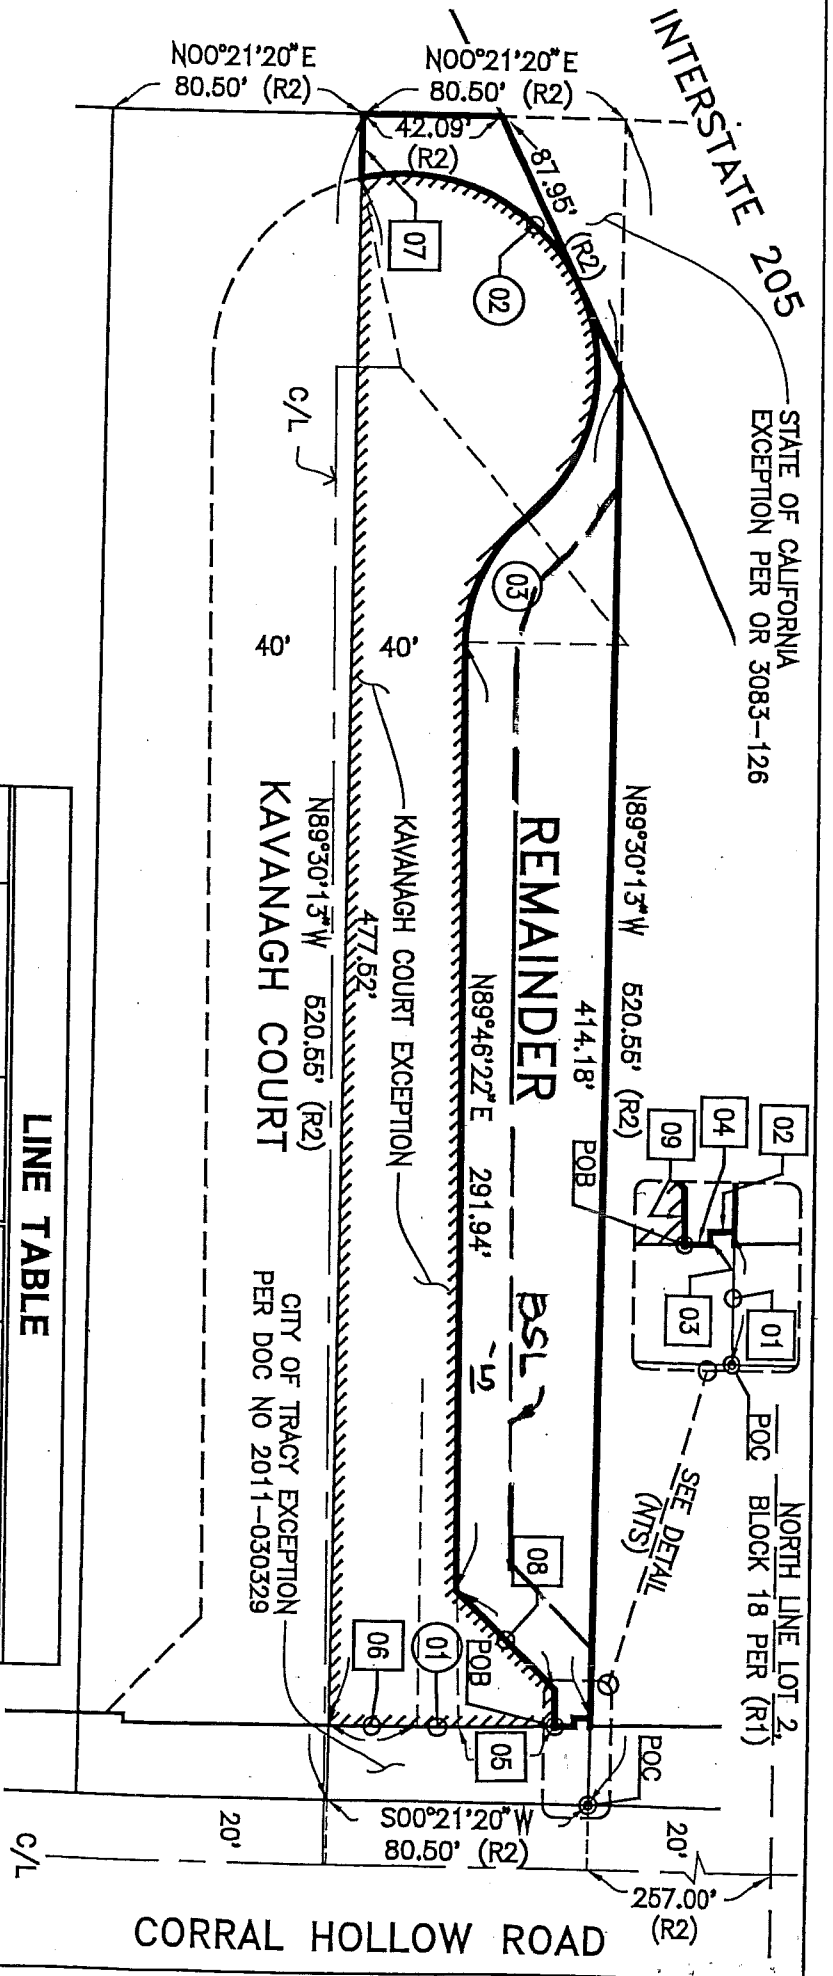 INTERSTATE 205
N00°21'20"E
80.50' (R2)
N00°21'20"E
80.50' (R2)
42.09'
(R2)
87.95' (R2)
07
02
STATE OF CALIFORNIA
EXCEPTION PER OR 3083-126
C/L
03
40'
40'
N89°30'13"W 520.55' (R2)
414.18'
REMAINDER
N89°46'22"E 291.94'
KAVANAGH COURT EXCEPTION
477.52'
N89°30'13"W 520.55' (R2)
KAVANAGH COURT
POB
09
04
02
03
01
POC
NORTH LINE LOT 2,
BLOCK 18 PER (R1)
SEE DETAIL
(NTS)
BSL
5'
08
CITY OF TRACY EXCEPTION
PER DOC NO 2011-030329
06
01
POB
05
POC
S00°21'20"W
80.50' (R2)
20'
20'
257.00'
(R2)
C/L
CORRAL HOLLOW ROAD
LINE TABLE